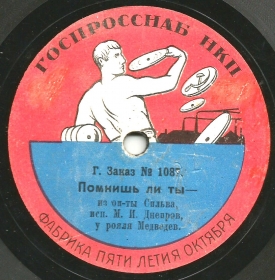 ГОСПРОССНАБ НКП
Г. Заказ № 1087.
Помнишь ли ты—
из оп-ты Сильва,
исп. М. И. Днепров,
у рояля Медведев.
ФАБРИКА ПЯТИ ЛЕТИЯ ОКТЯБРЯ